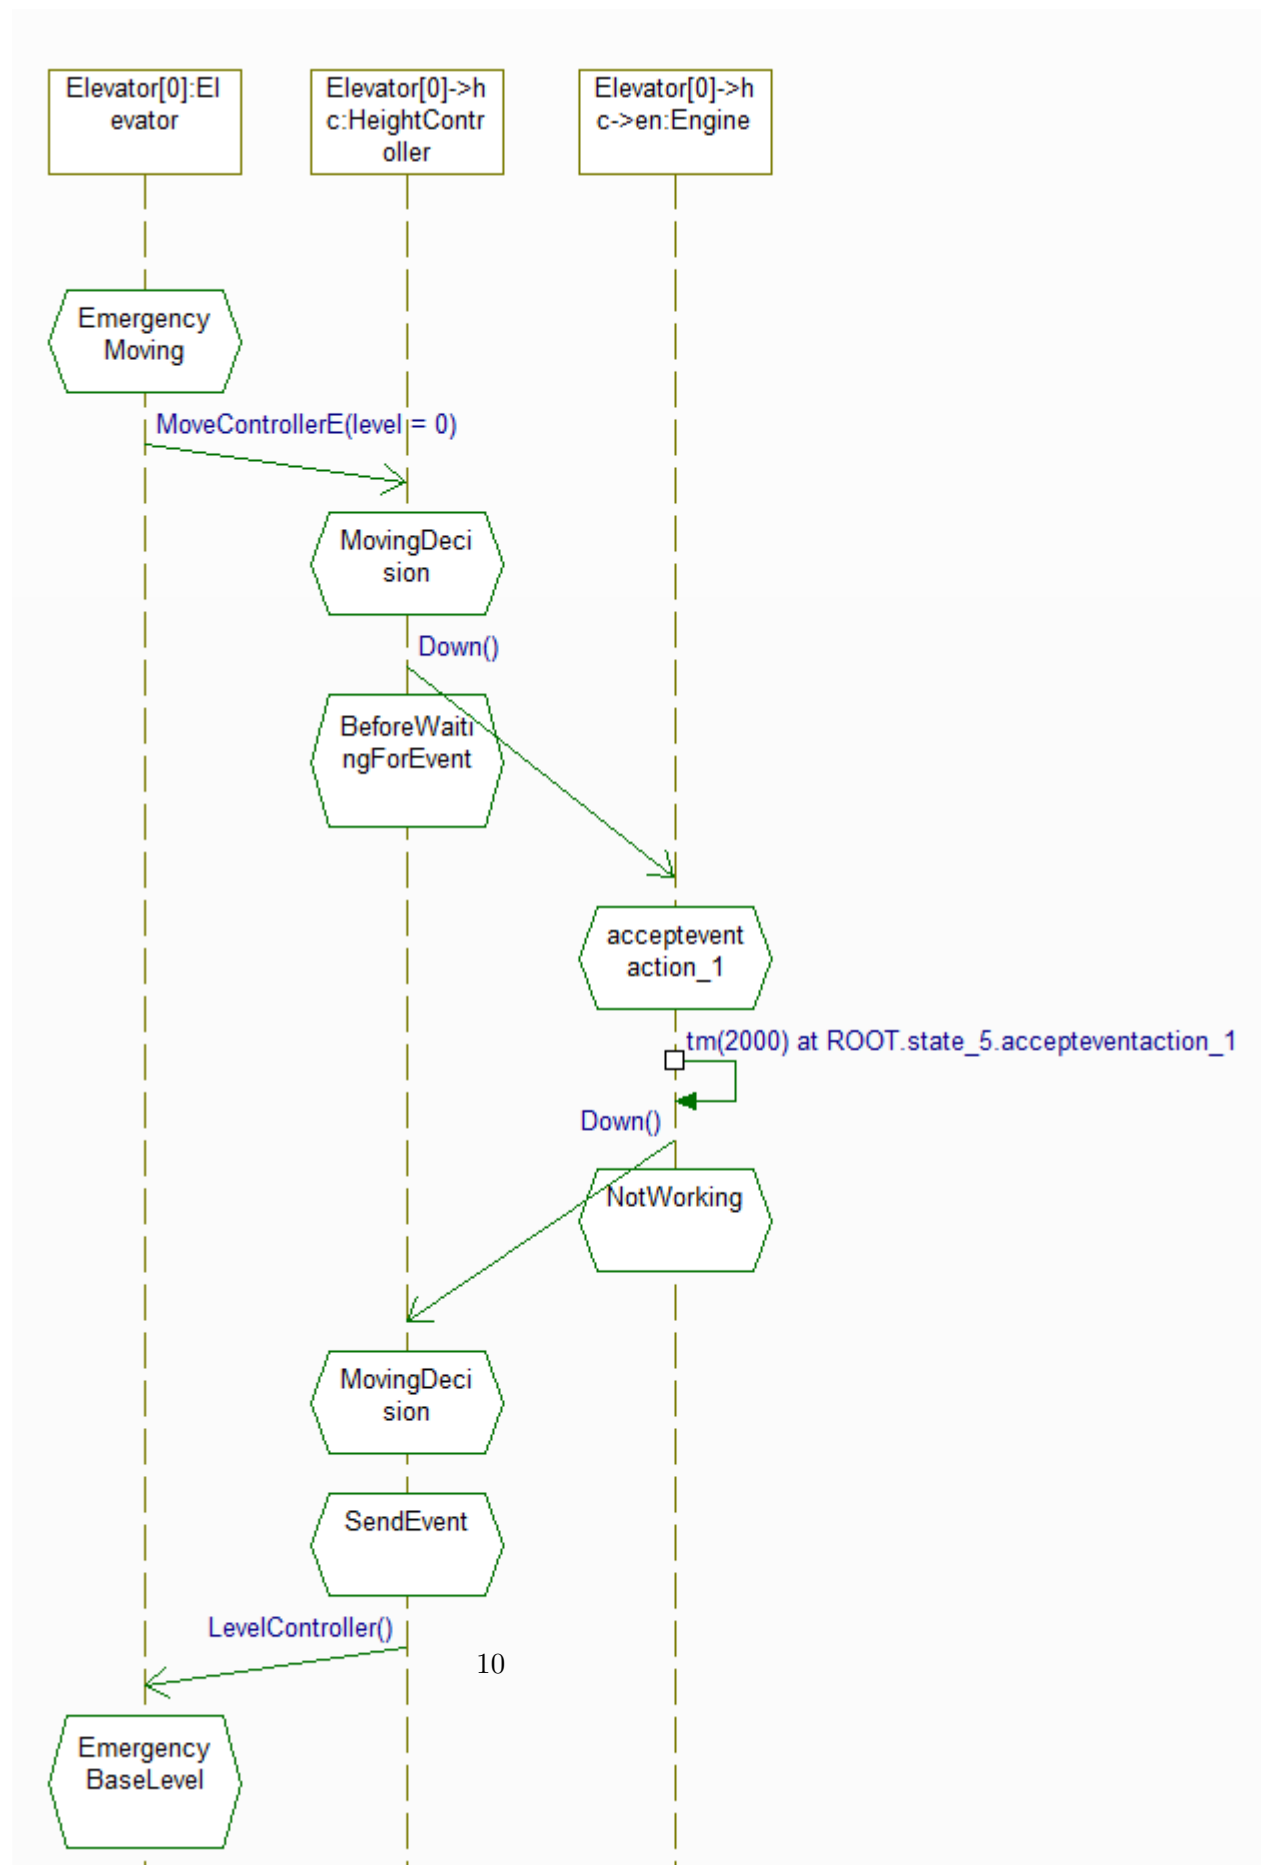 Elevator[0]:El
evator
Elevator[0]->h
c:HeightContr
oller
Elevator[0]->h
c->en:Engine
Emergency
Moving
MoveControllerE(level = 0)
MovingDeci
sion
Down()
BeforeWaiti
ngForEvent
acceptevent
action_1
tm(2000) at ROOT.state_5.accepteventaction_1
Down()
NotWorking
MovingDeci
sion
SendEvent
LevelController()
10
Emergency
BaseLevel